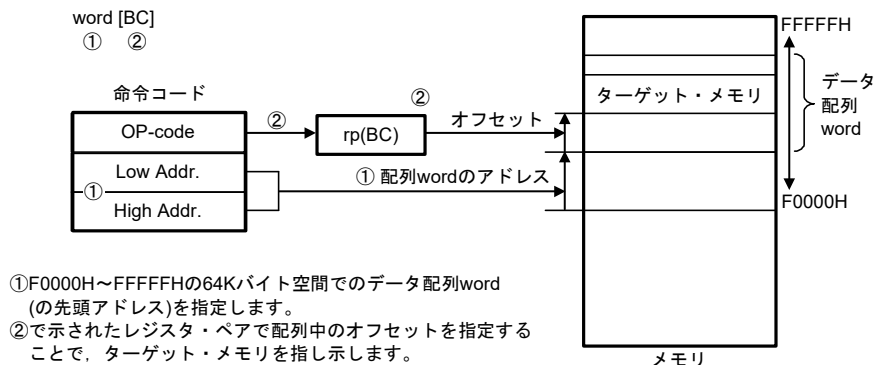 word [BC]
① ②
命令コード
OP-code
Low Addr.
①
High Addr.
②
rp(BC)
②
オフセット
① 配列wordのアドレス
ターゲット・メモリ
FFFFFH
データ
配列
word
F0000H
メモリ
①F0000H～FFFFFHの64Kバイト空間でのデータ配列word
(の先頭アドレス)を指定します。
②で示されたレジスタ・ペアで配列中のオフセットを指定する
ことで，ターゲット・メモリを指し示します。